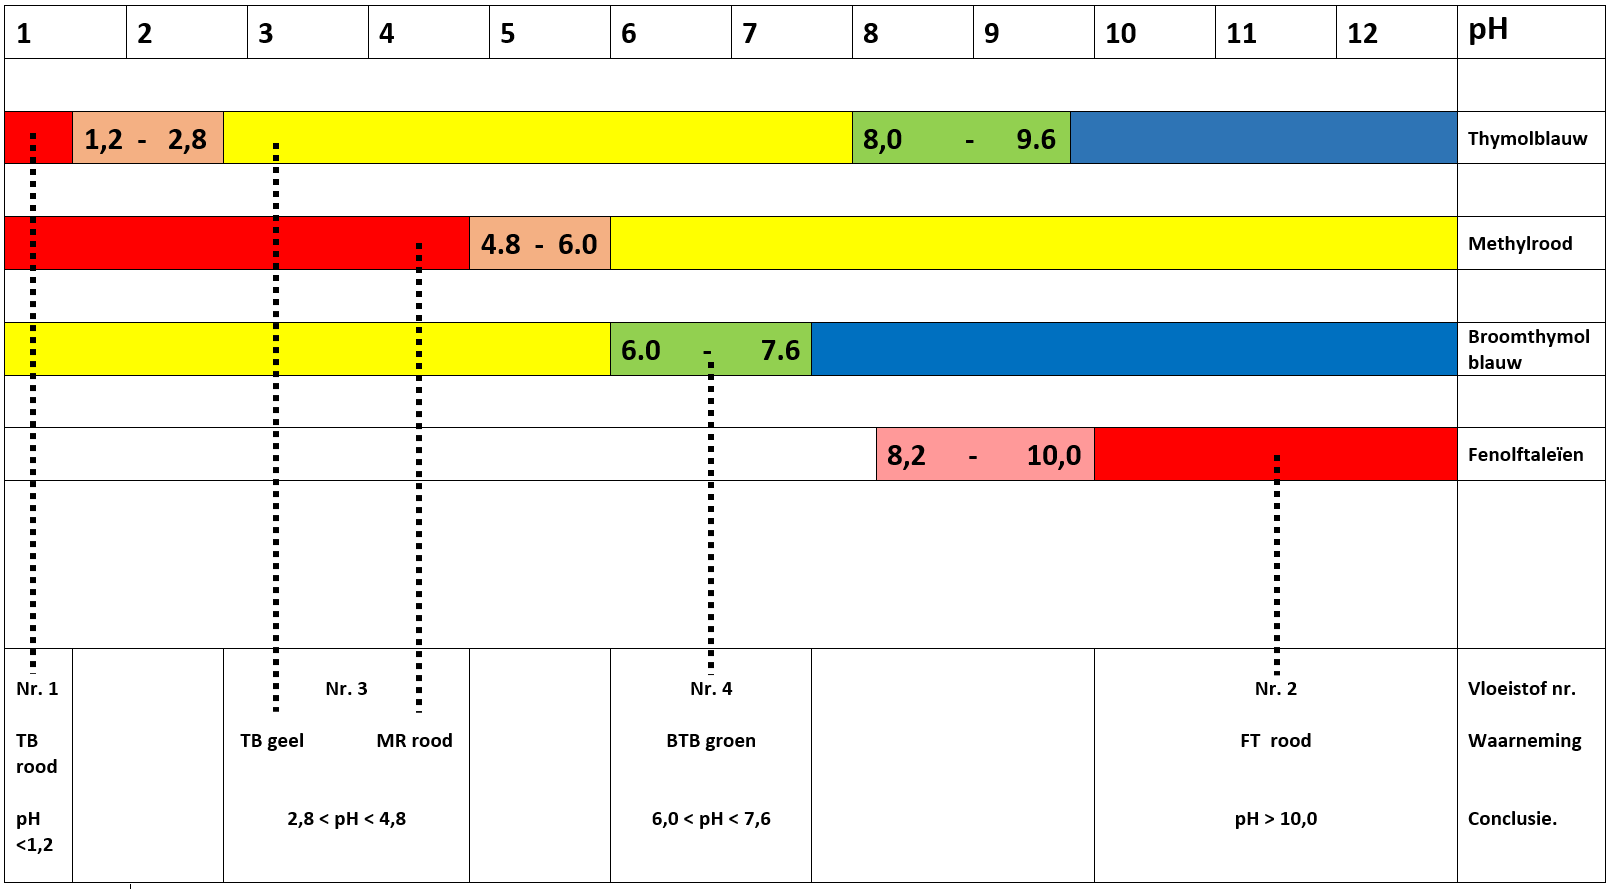 1 2 3 4 5 6 7 8 9 10 11 12 pH
1,2 - 2,8 8,0 - 9.6 Thymolblauw
4.8 - 6.0 Methylrood
6.0 - 7.6 Broomthymol
blauw
8,2 - 10,0 Fenolftaleïen
Nr. 1 Nr. 3 Nr. 4 Nr. 2 Vloeistof nr.
TB
rood
TB geel MR rood BTB groen FT rood Waarneming
pH
<1,2
2,8 < pH < 4,8 6,0 < pH < 7,6 pH > 10,0 Conclusie.